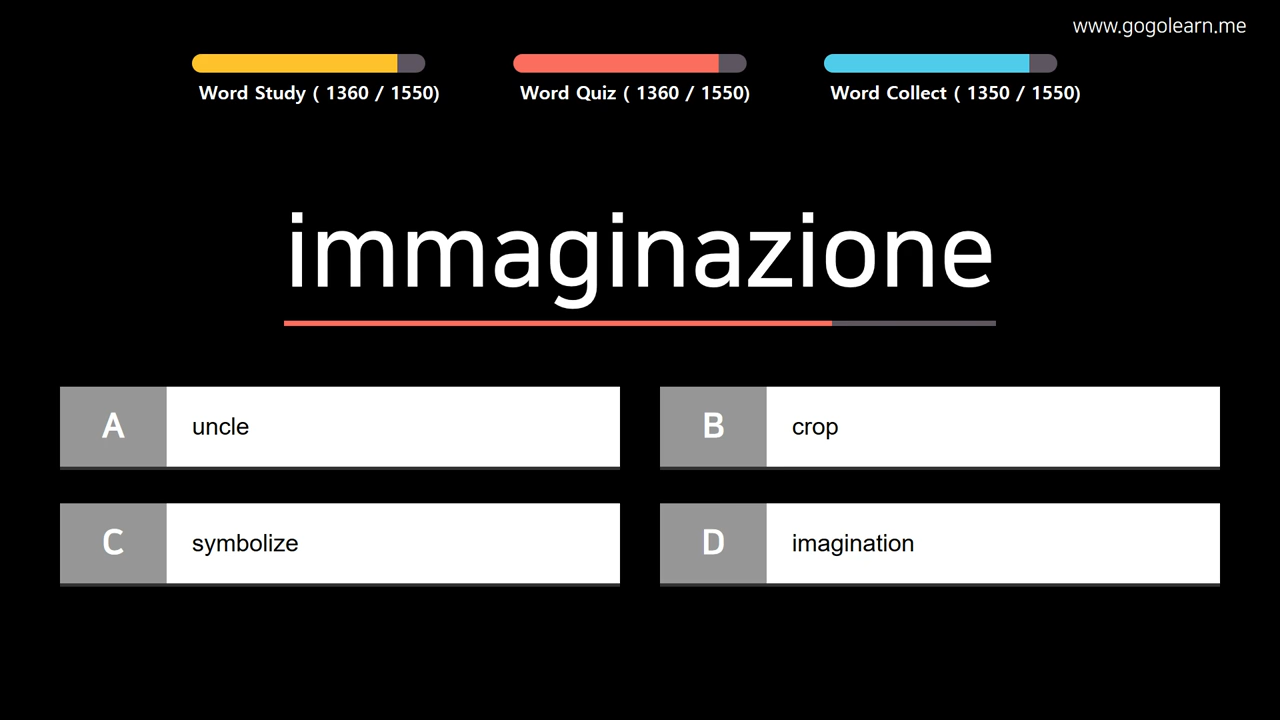 www.gogolearn.me
Word Study ( 1360 / 1550)
Word Quiz ( 1360 / 1550)
Word Collect ( 1350 / 1550)
immaginazione
A uncle
B crop
C symbolize
D imagination